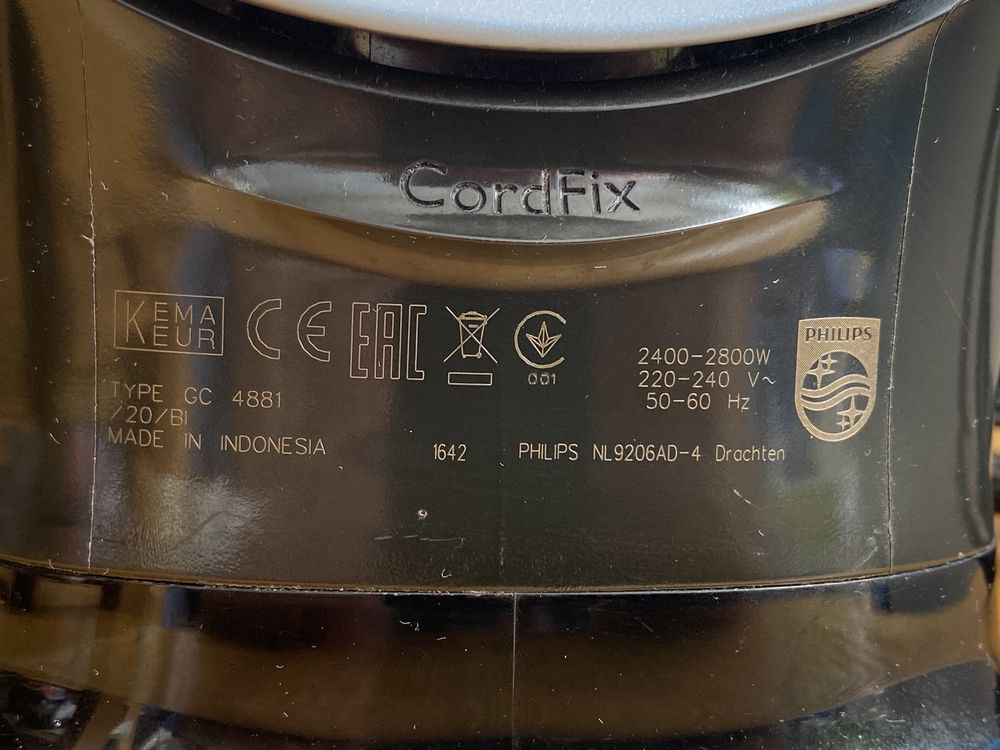 CordFix
KEMA
EUR
CE
EAC
001
2400-2800W
220-240 V~
50-60 Hz
PHILIPS
TYPE GC 4881
/20/BI
MADE IN INDONESIA
1642
PHILIPS NL9206AD-4 Drachten